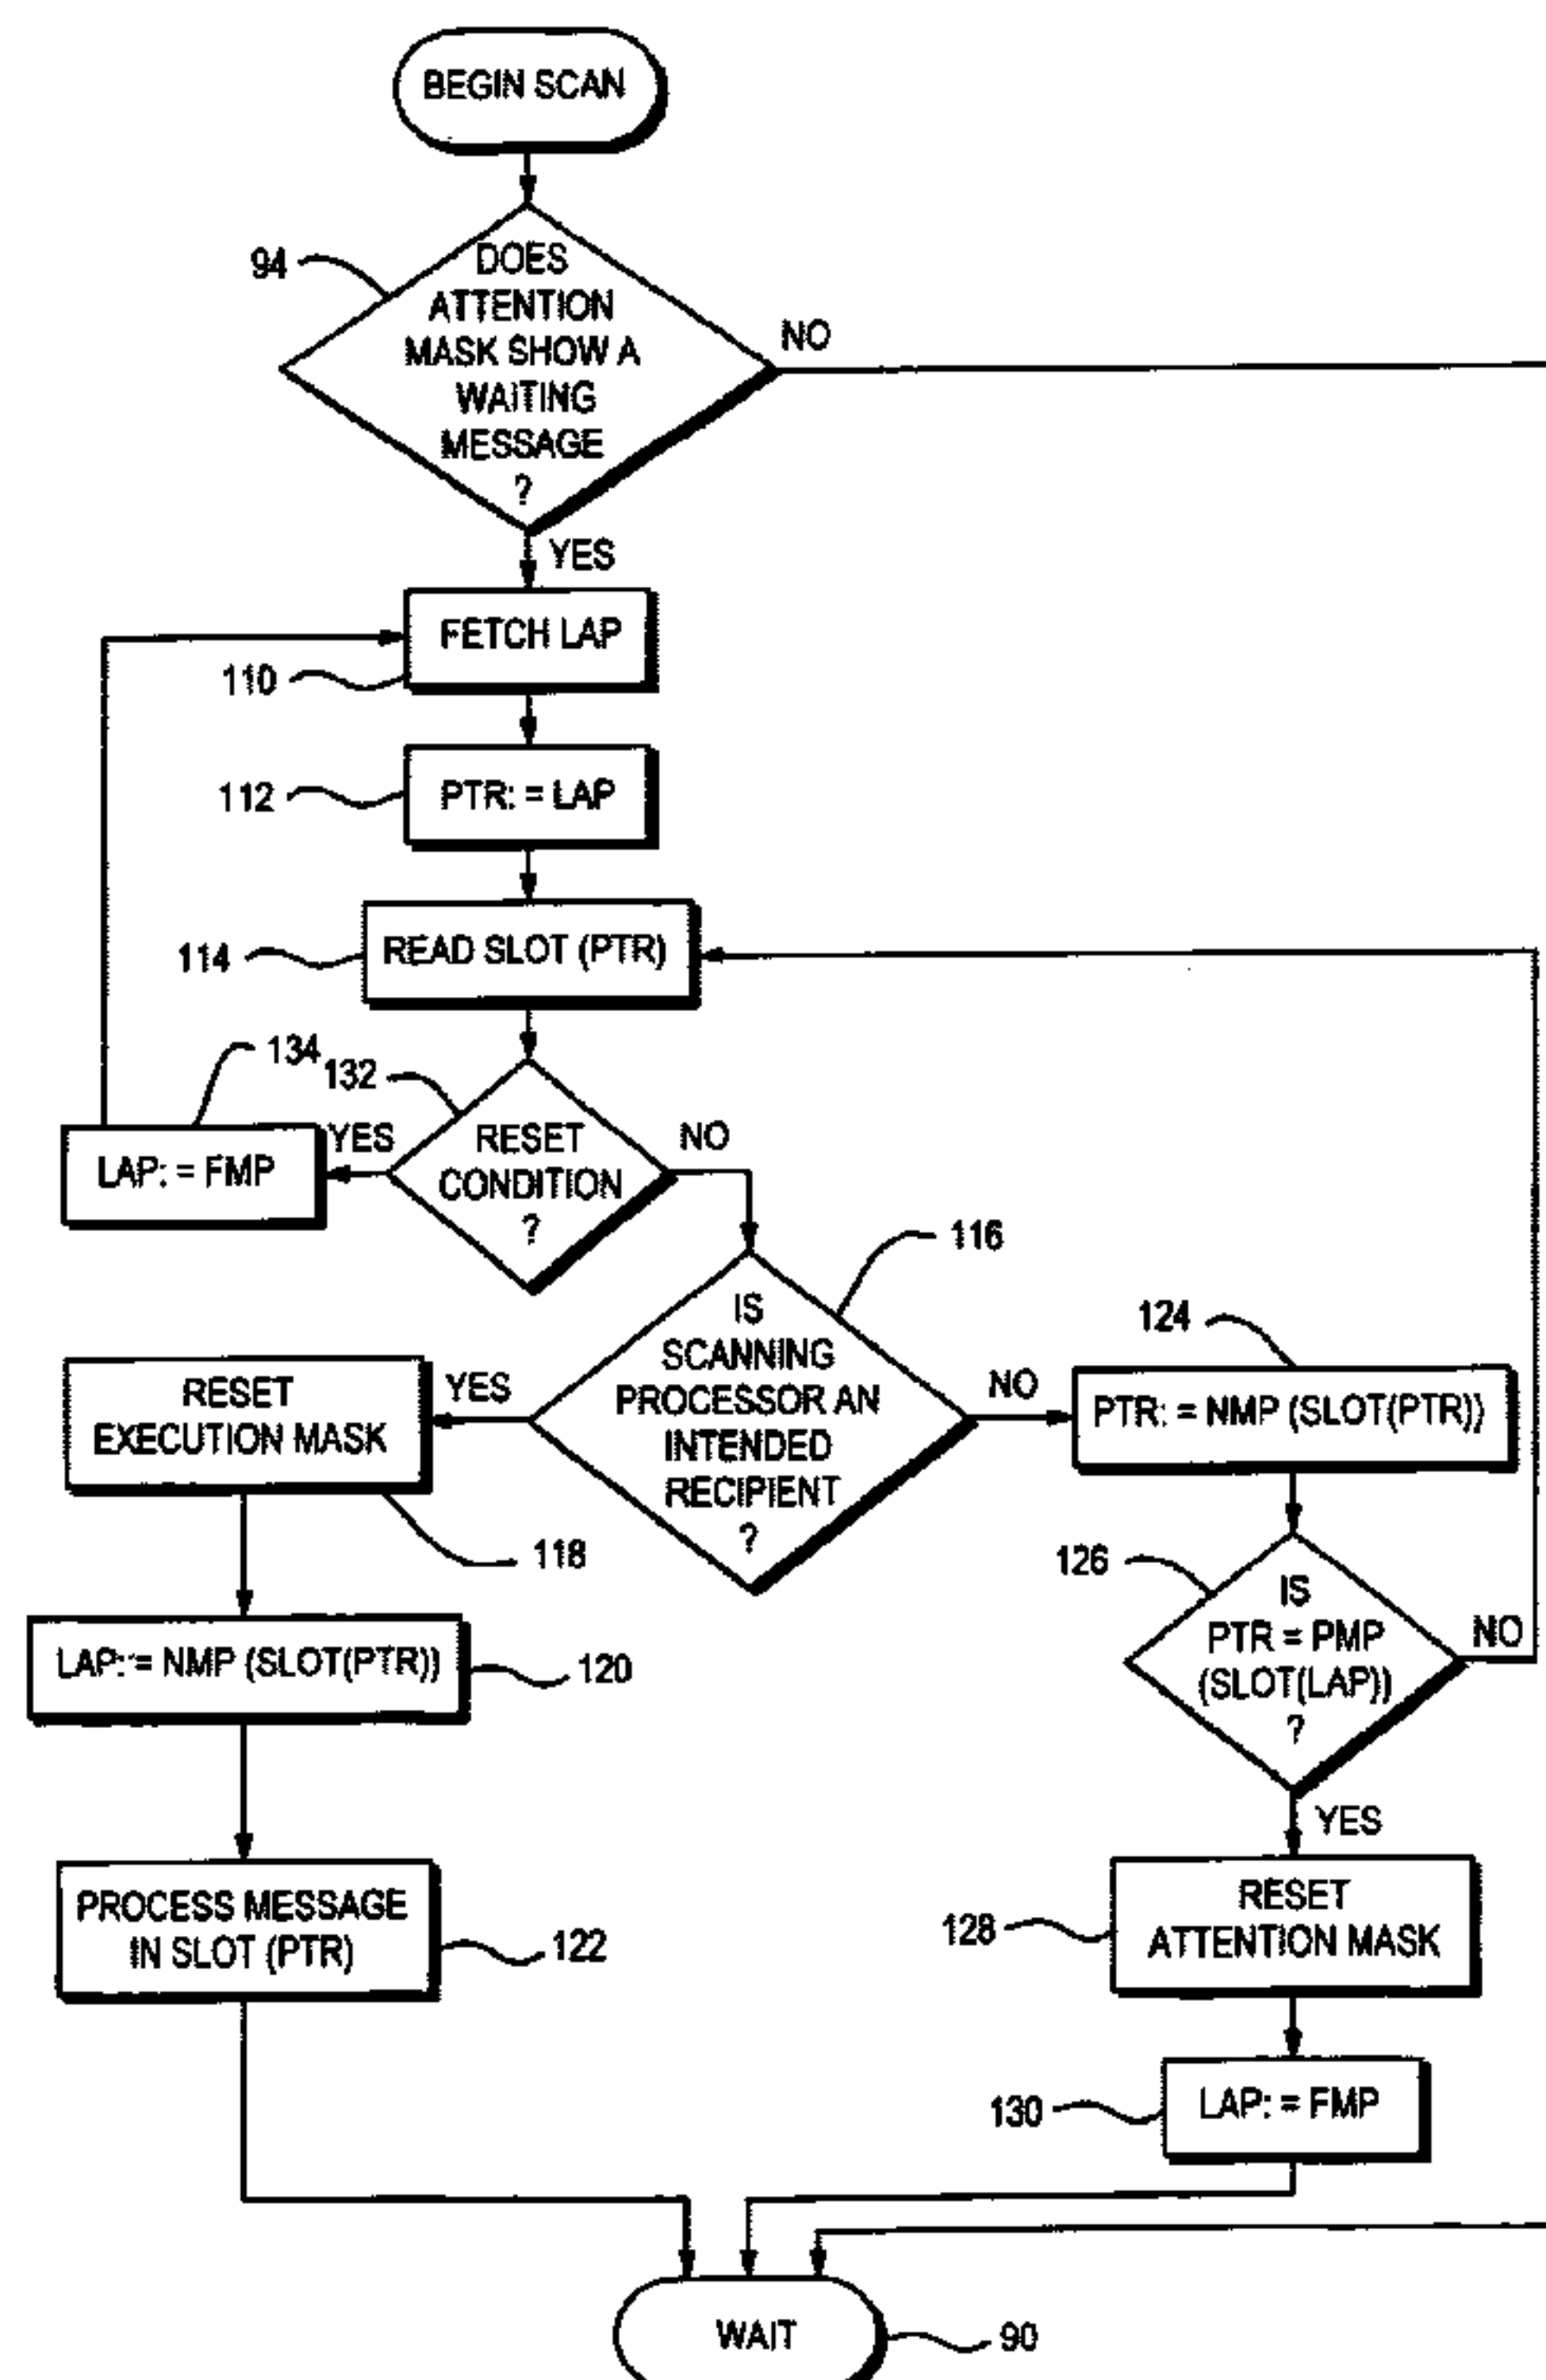 BEGIN SCAN
94
DOES
ATTENTION
MASK SHOW A
WAITING
MESSAGE
?
NO
YES
FETCH LAP
110
PTR: = LAP
112
READ SLOT (PTR)
114
134
132
LAP: = FMP
YES
RESET
CONDITION
?
NO
116
IS
SCANNING
PROCESSOR AN
INTENDED
RECIPIENT
?
YES
NO
RESET
EXECUTION MASK
118
124
PTR: = NMP (SLOT(PTR))
126
IS
PTR = PMP
(SLOT(LAP))
?
NO
YES
LAP: = NMP (SLOT(PTR))
120
PROCESS MESSAGE
IN SLOT (PTR)
122
128
RESET
ATTENTION MASK
130
LAP: = FMP
WAIT
90